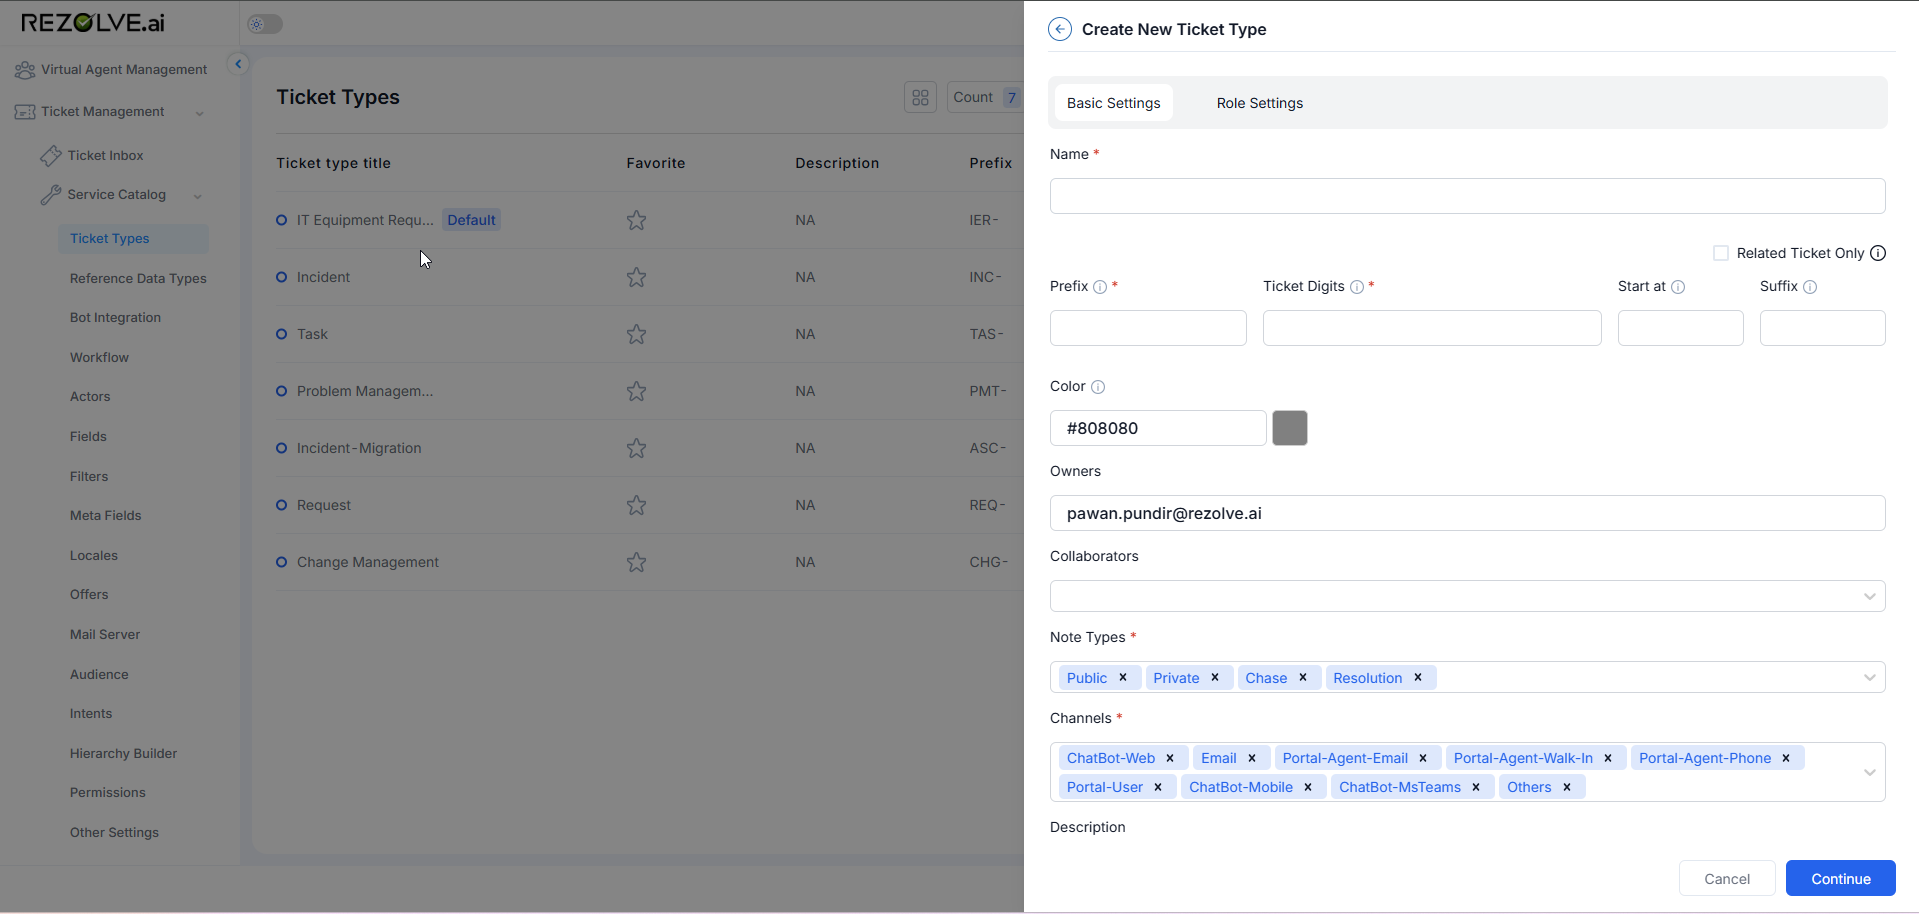 REZOLVE.ai
Virtual Agent Management
Ticket Management
Ticket Inbox
Service Catalog
Ticket Types
Reference Data Types
Bot Integration
Workflow
Actors
Fields
Filters
Meta Fields
Locales
Offers
Mail Server
Audience
Intents
Hierarchy Builder
Permissions
Other Settings
Ticket Types
Count 7
Ticket type title Favorite Description Prefix
IT Equipment Requ... Default NA IER-
Incident NA INC-
Task NA TAS-
Problem Managem... NA PMT-
Incident-Migration NA ASC-
Request NA REQ-
Change Management NA CHG-
Create New Ticket Type
Basic Settings Role Settings
Name *
Related Ticket Only
Prefix * Ticket Digits * Start at Suffix
Color
#808080
Owners
pawan.pundir@rezolve.ai
Collaborators
Note Types *
Public × Private × Chase × Resolution ×
Channels *
ChatBot-Web × Email × Portal-Agent-Email × Portal-Agent-Walk-In × Portal-Agent-Phone ×
Portal-User × ChatBot-Mobile × ChatBot-MsTeams × Others ×
Description
Cancel Continue